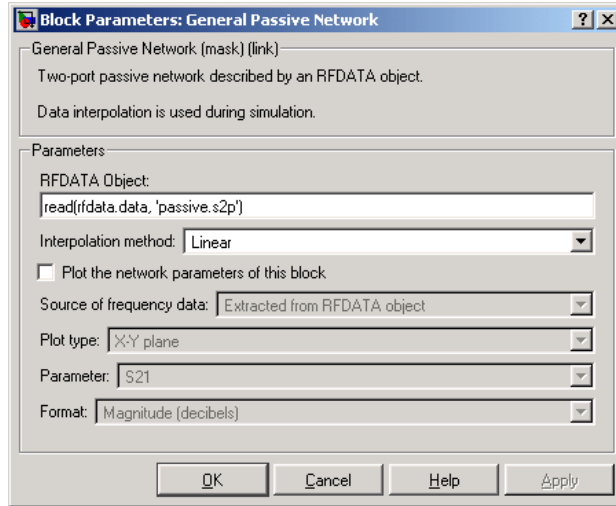 Block Parameters: General Passive Network
General Passive Network (mask) (link)
Two-port passive network described by an RFDATA object.
Data interpolation is used during simulation.
Parameters
RFDATA Object:
read(rfdata.data, 'passive.s2p')
Interpolation method: Linear
Plot the network parameters of this block
Source of frequency data: Extracted from RFDATA object
Plot type: X-Y plane
Parameter: S21
Format: Magnitude (decibels)
OK Cancel Help Apply